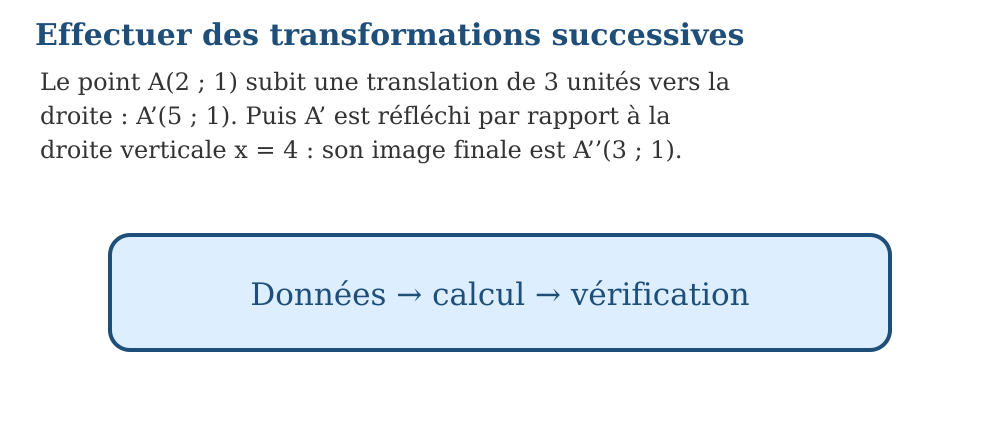 Effectuer des transformations successives
Le point A(2 ; 1) subit une translation de 3 unités vers la
droite : A’(5 ; 1). Puis A’ est réfléchi par rapport à la
droite verticale x = 4 : son image finale est A’’(3 ; 1).
Données → calcul → vérification